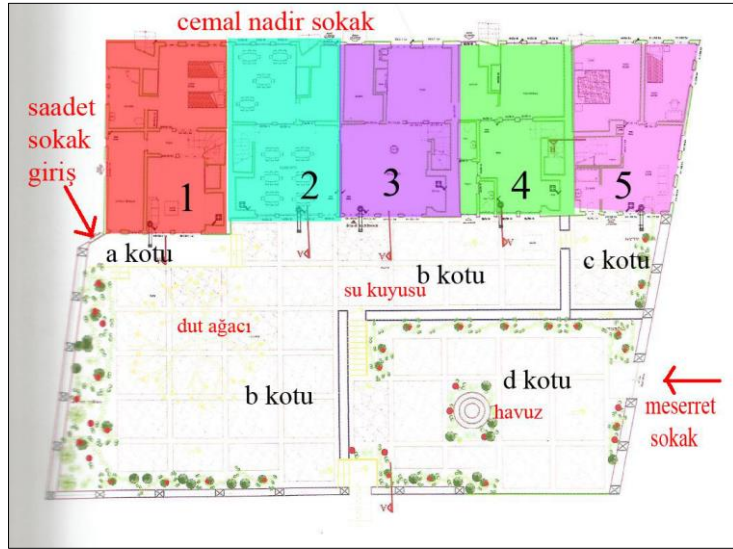 cemal nadir sokak
saadet
sokak
giriş
1
2
3
4
5
a kotu
b kotu
c kotu
su kuyusu
dut ağacı
b kotu
d kotu
havuz
meserret
sokak